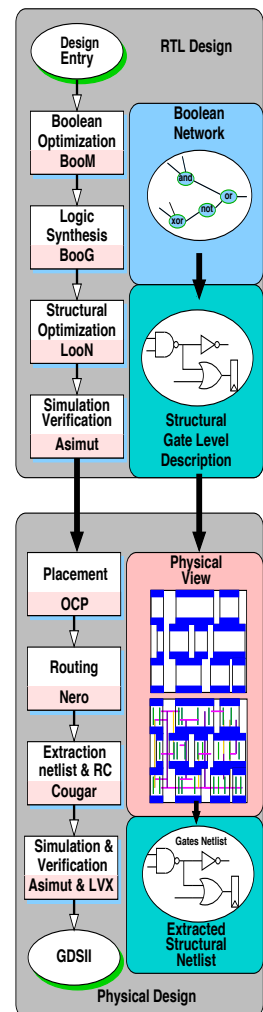 Design
Entry
RTL Design
Boolean
Optimization
BooM
Logic
Synthesis
BooG
Structural
Optimization
LooN
Simulation
Verification
Asimut
Boolean
Network
and
or
not
xor
Structural
Gate Level
Description
Placement
OCP
Routing
Nero
Extraction
netlist & RC
Cougar
Simulation &
Verification
Asimut & LVX
GDSII
Physical
View
Gates Netlist
Extracted
Structural
Netlist
Physical Design